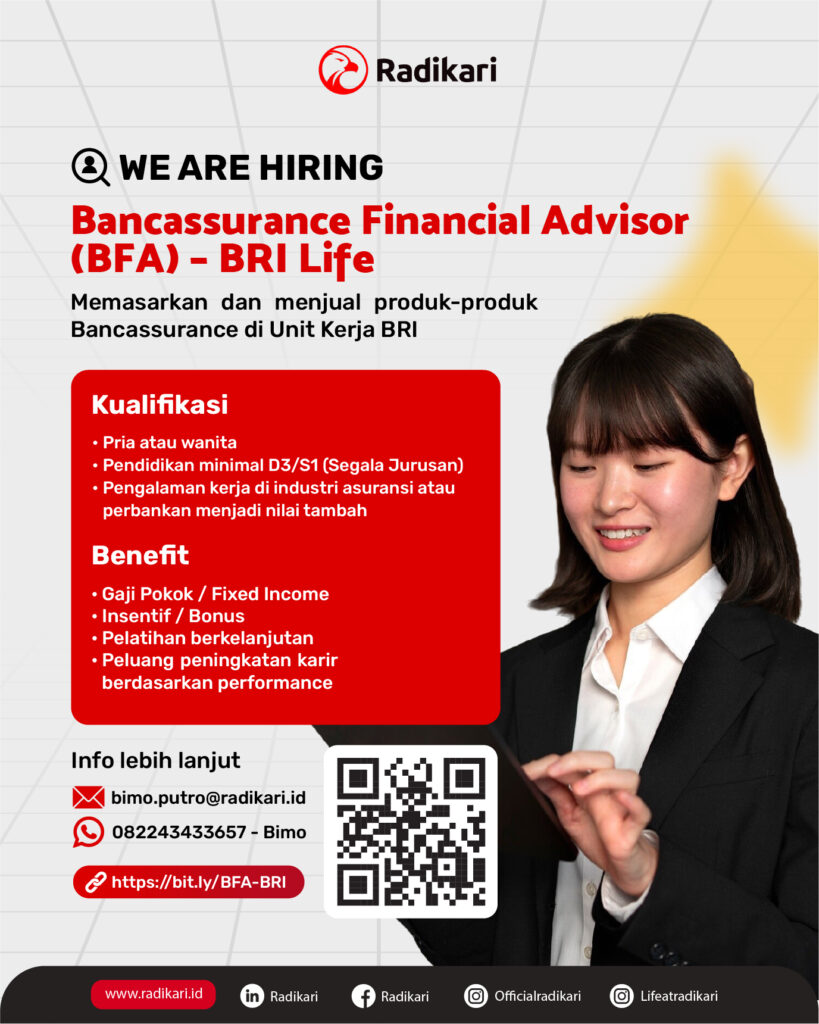 Radikari
WE ARE HIRING
Bancassurance Financial Advisor
(BFA) – BRI Life
Memasarkan dan menjual produk-produk
Bancassurance di Unit Kerja BRI
Kualifikasi
• Pria atau wanita
• Pendidikan minimal D3/S1 (Segala Jurusan)
• Pengalaman kerja di industri asuransi atau
perbankan menjadi nilai tambah
Benefit
• Gaji Pokok / Fixed Income
• Insentif / Bonus
• Pelatihan berkelanjutan
• Peluang peningkatan karir
berdasarkan performance
Info lebih lanjut
bimo.putro@radikari.id
082243433657 - Bimo
https://bit.ly/BFA-BRI
www.radikari.id
Radikari
Radikari
Officialradikari
Lifeatradikari